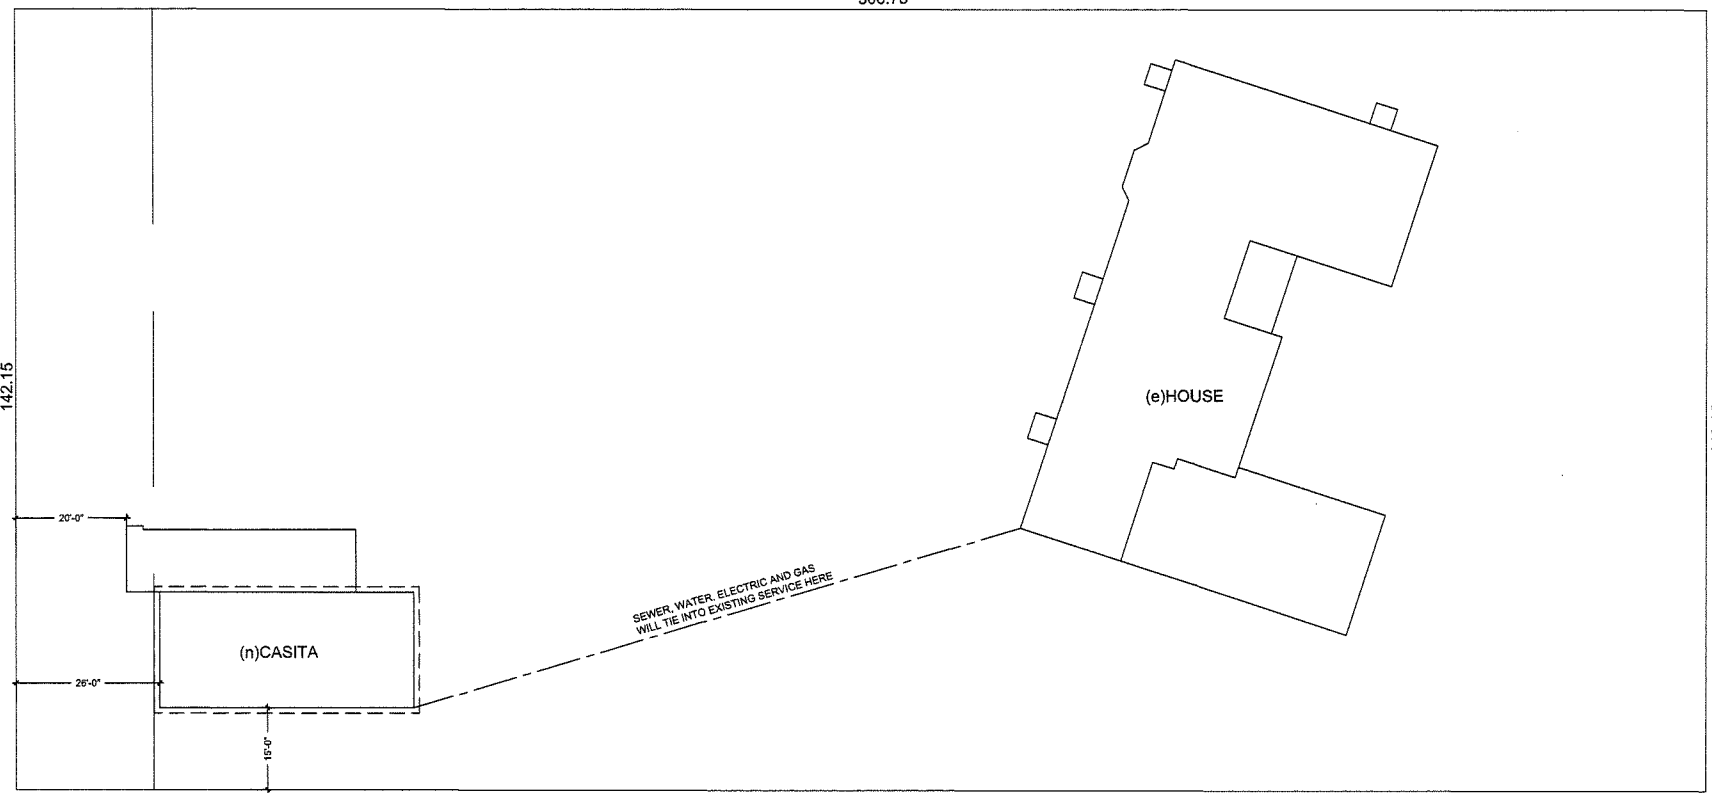 142.15
(e)HOUSE
20'-0"
SEWER, WATER, ELECTRIC AND GAS
WILL TIE INTO EXISTING SERVICE HERE
(n)CASITA
26'-0"
15'-0"